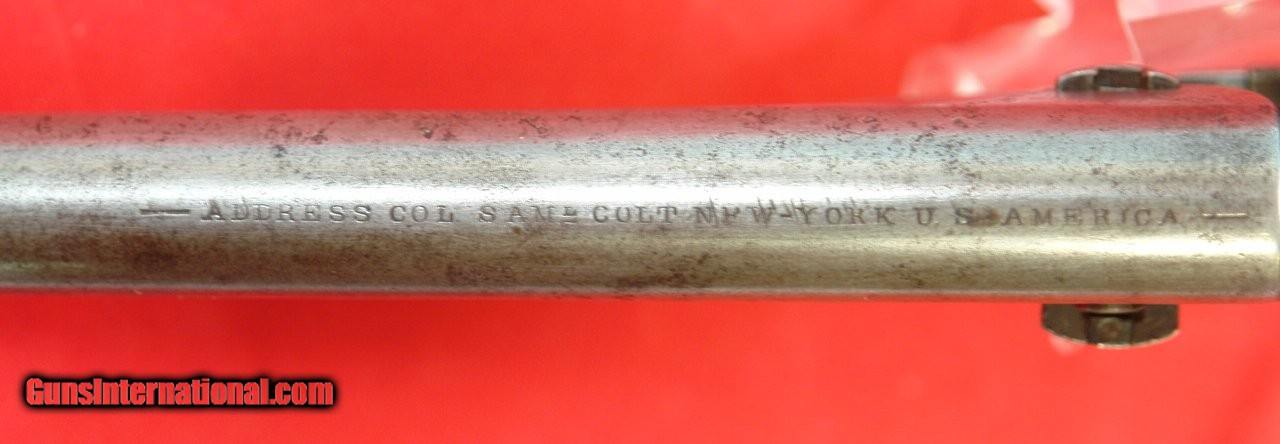 — ADDRESS COL SAML COLT NEW-YORK U.S. AMERICA —
GunsInternational.com